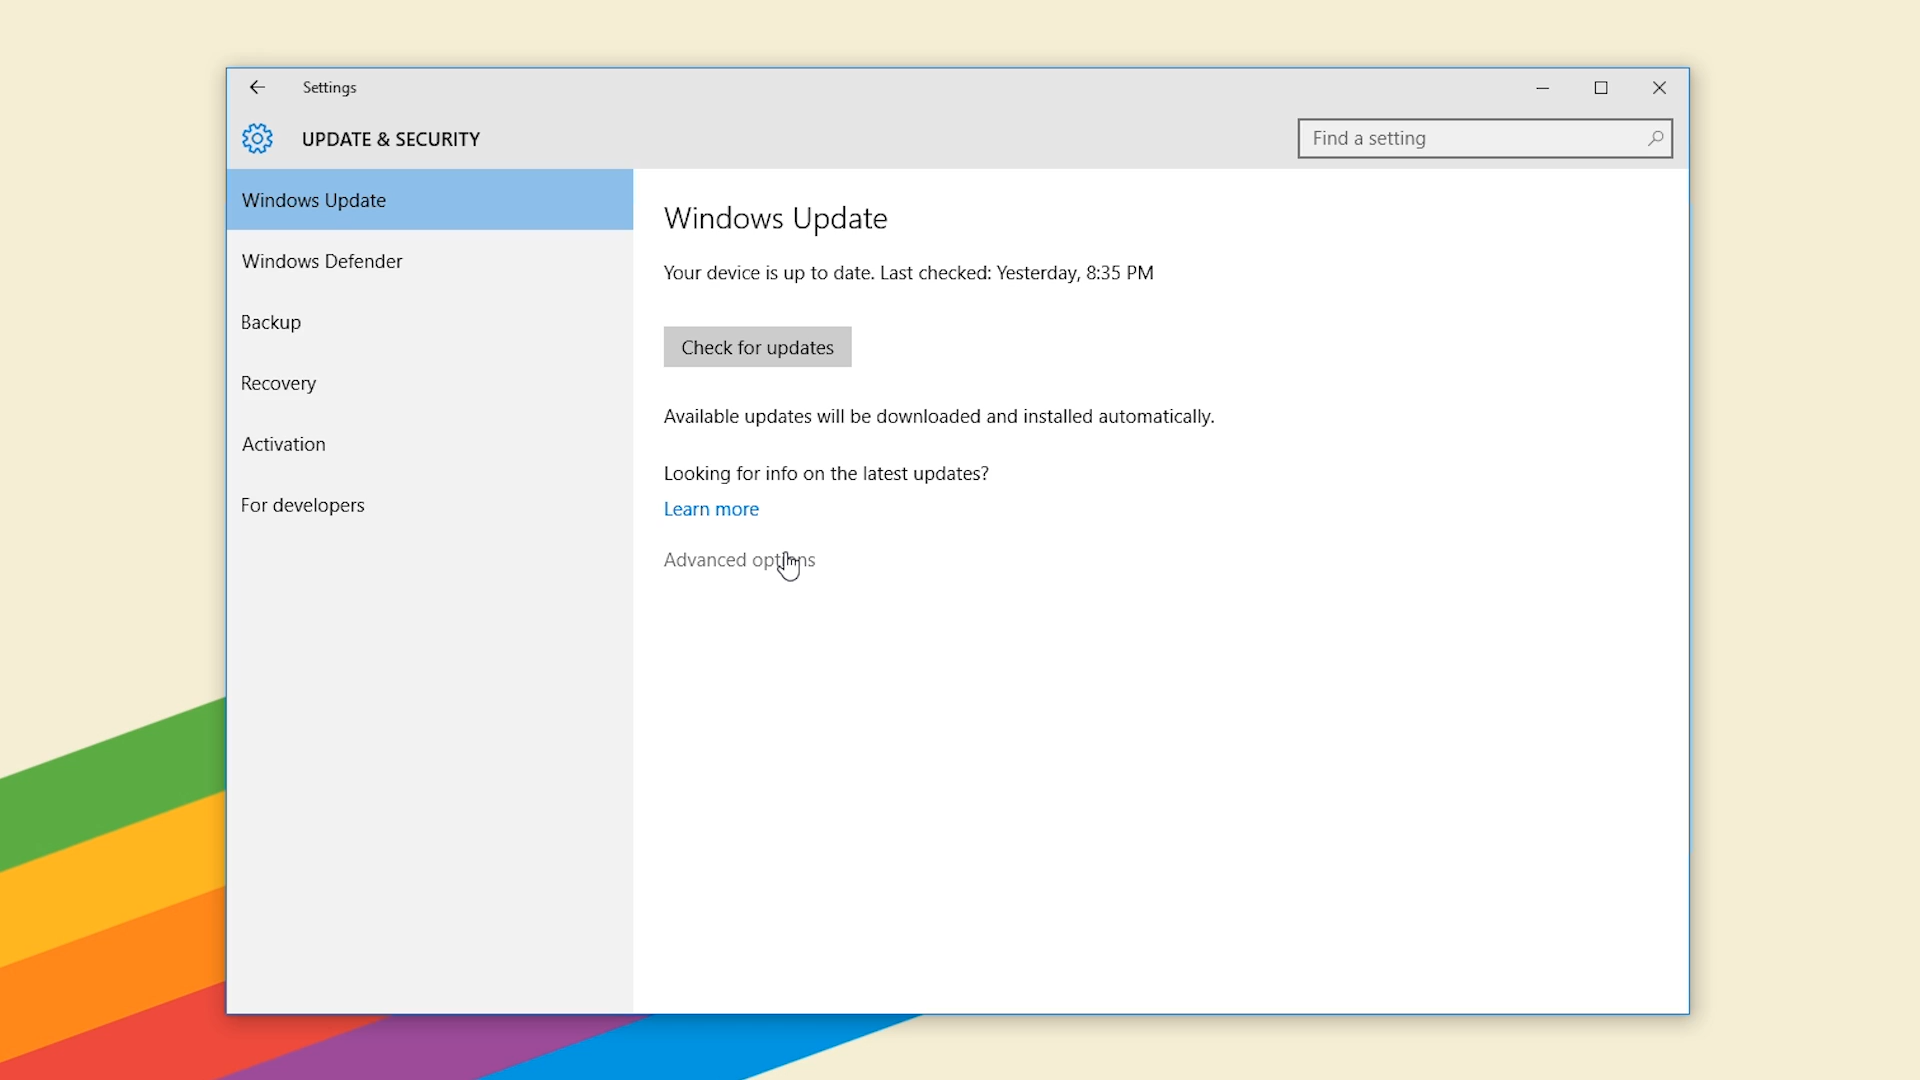 Settings
UPDATE & SECURITY
Find a setting
Windows Update
Windows Defender
Backup
Recovery
Activation
For developers
Windows Update
Your device is up to date. Last checked: Yesterday, 8:35 PM
Check for updates
Available updates will be downloaded and installed automatically.
Looking for info on the latest updates?
Learn more
Advanced options